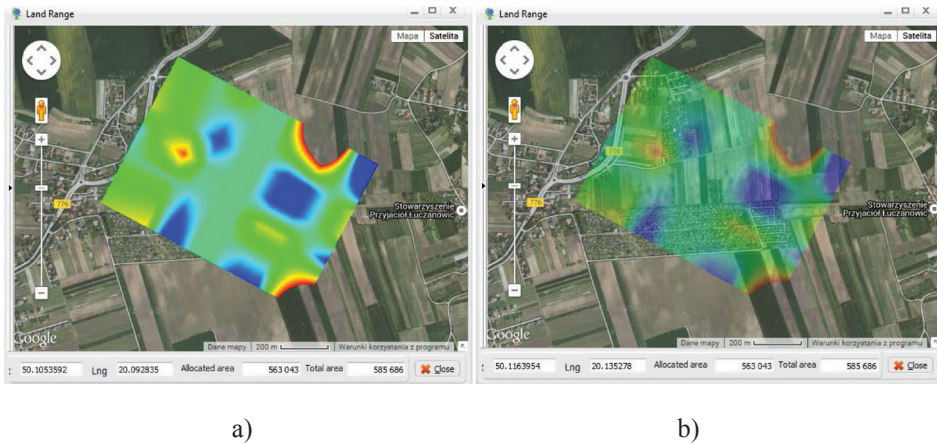 Land Range
Mapa Satelita
776
Stowarzyszenie
Przyjaciół Łuczanowic
Google
Dane mapy 200 m Warunki korzystania z programu
: 50.1053592 Lng 20.092835 Allocated area 563 043 Total area 585 686 Close
a)
Land Range
Mapa Satelita
776
776
Stowarzyszenie
Przyjaciół Łuczanowic
Google
Dane mapy 200 m Warunki korzystania z programu
: 50.1163954 Lng 20.135278 Allocated area 563 043 Total area 585 686 Close
b)